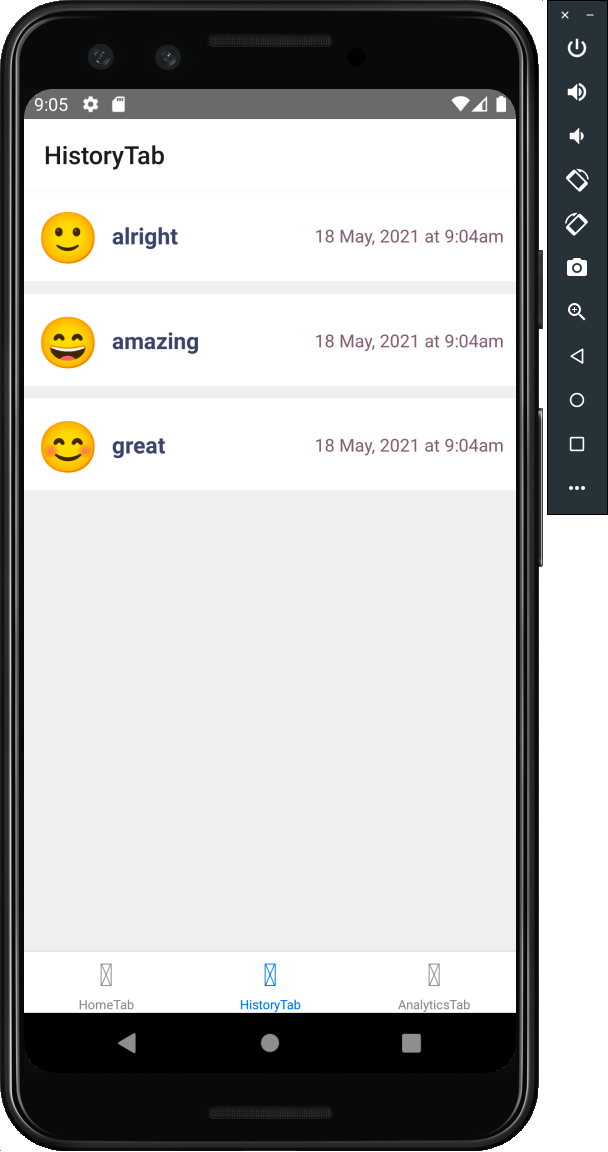 9:05
HistoryTab
alright 18 May, 2021 at 9:04am
amazing 18 May, 2021 at 9:04am
great 18 May, 2021 at 9:04am
HomeTab HistoryTab AnalyticsTab